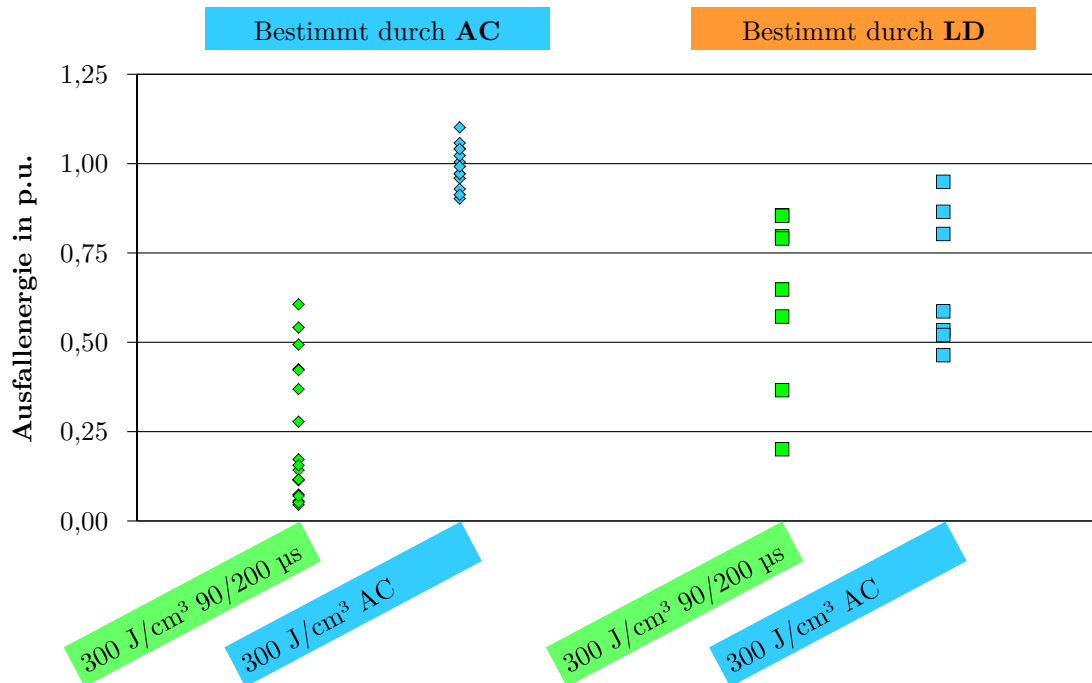 Bestimmt durch AC
Bestimmt durch LD
Ausfallenergie in p.u.
1,25
1,00
0,75
0,50
0,25
0,00
300 J/cm³ 90/200 µs
300 J/cm³ AC
300 J/cm³ 90/200 µs
300 J/cm³ AC